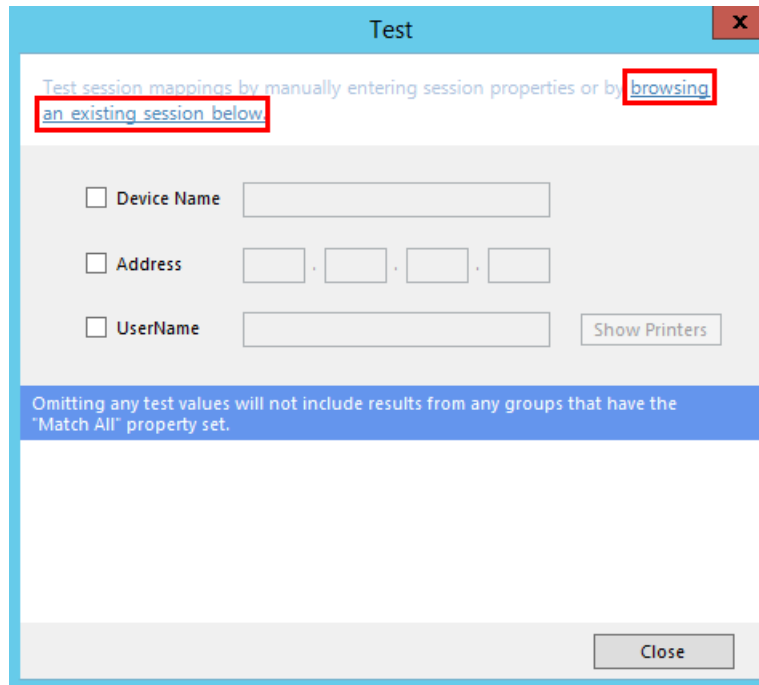 Test
x
Test session mappings by manually entering session properties or by browsing
an existing session below.
Device Name
Address . . .
UserName Show Printers
Omitting any test values will not include results from any groups that have the
"Match All" property set.
Close